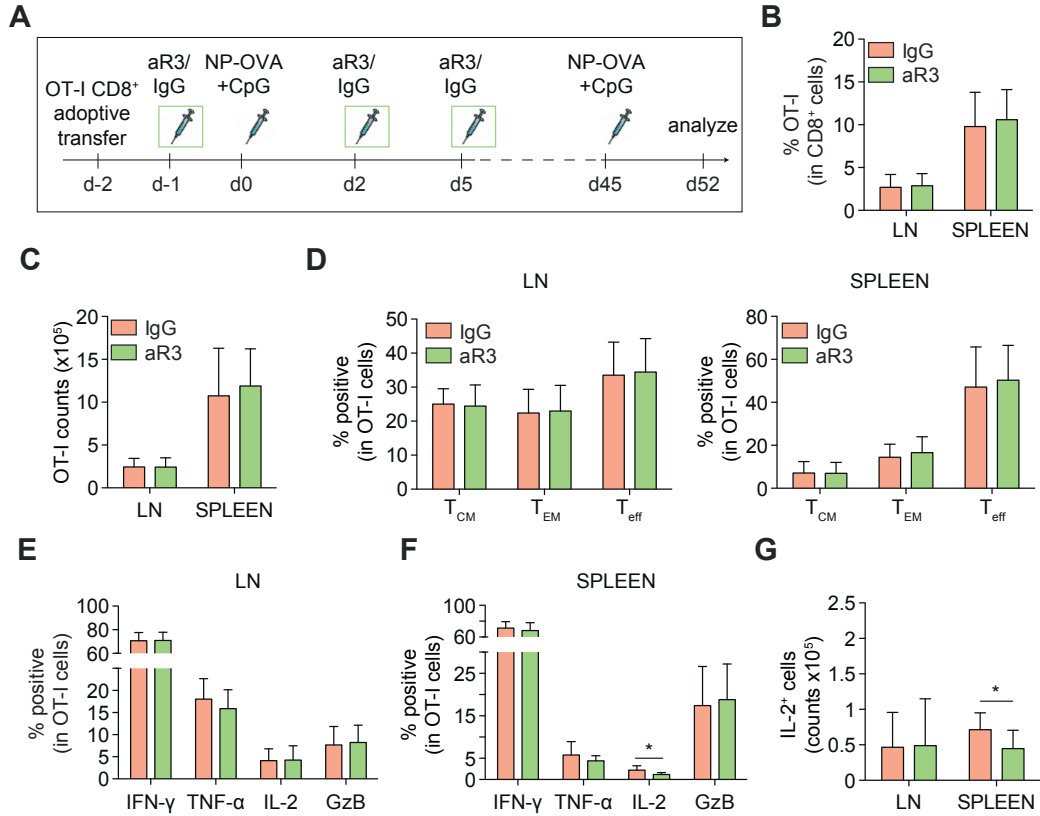 A
aR3/ NP-OVA aR3/ aR3/ NP-OVA
OT-I CD8⁺ IgG +CpG IgG IgG +CpG
adoptive
transfer analyze
d-2 d-1 d0 d2 d5 d45 d52
B
IgG
aR3
% OT-I
(in CD8⁺ cells)
20
15
10
5
0
LN SPLEEN
C
IgG
aR3
OT-I counts (x10⁵)
20
15
10
5
0
LN SPLEEN
D
LN
IgG
aR3
% positive
(in OT-I cells)
50
40
30
20
10
0
T_CM T_EM T_eff
SPLEEN
IgG
aR3
% positive
(in OT-I cells)
80
60
40
20
0
T_CM T_EM T_eff
E
LN
% positive
(in OT-I cells)
100
80
60
25
20
15
10
5
0
IFN-γ TNF-α IL-2 GzB
F
SPLEEN
% positive
(in OT-I cells)
100
60
25
15
5
0
*
IFN-γ TNF-α IL-2 GzB
G
IL-2⁺ cells
(counts x10⁵)
2.5
2
1.5
1
0.5
0
*
LN SPLEEN